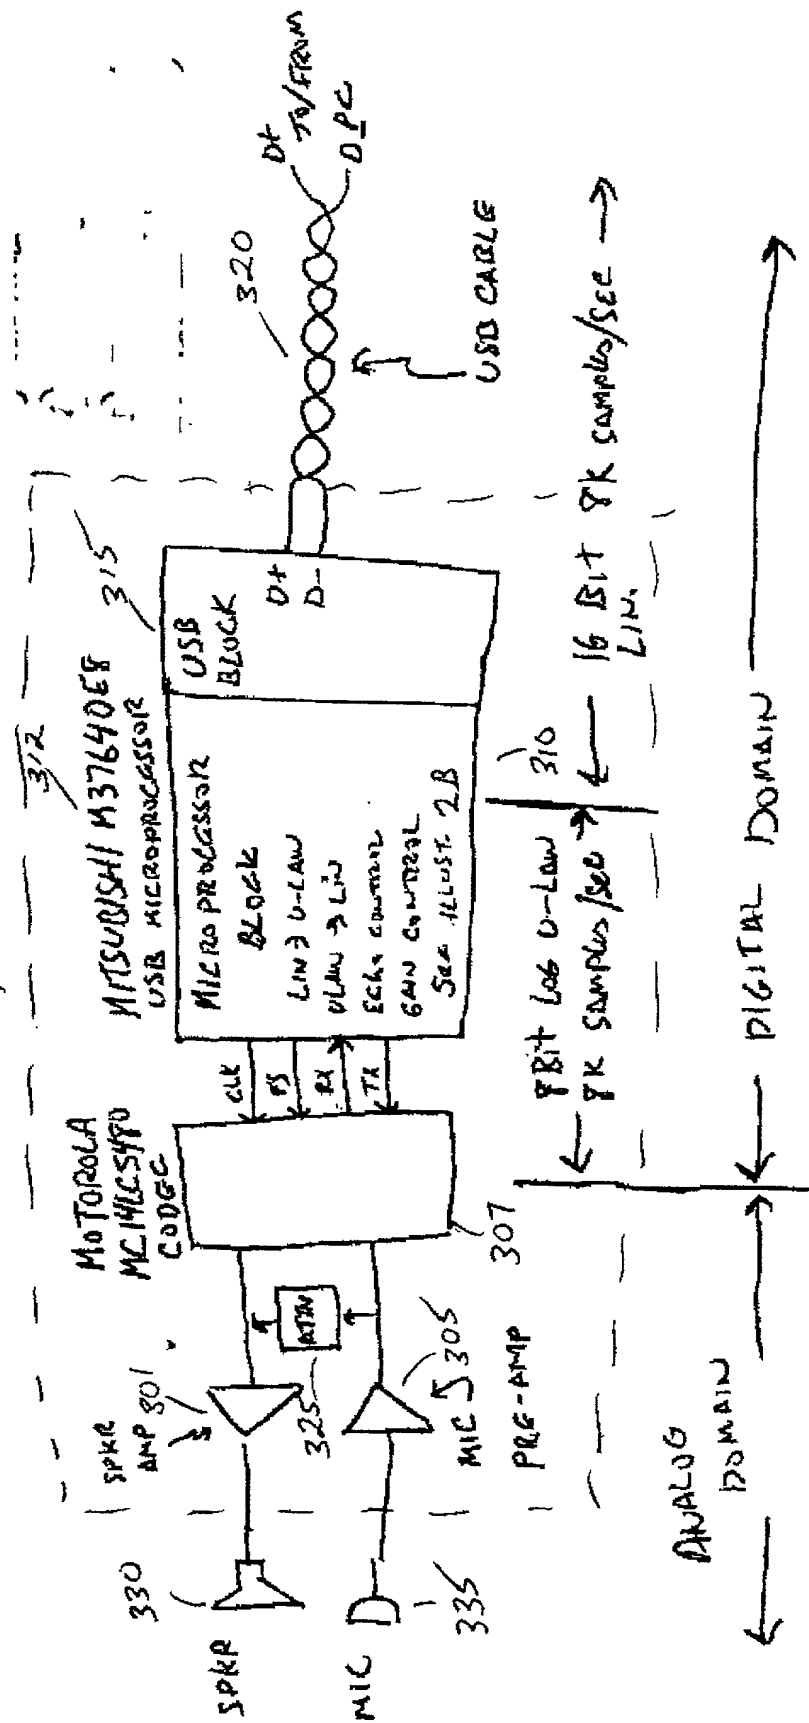 SPKR
330
MIC
335
SPKR
AMP
301
325
ATTN
MIC
305
PRE-AMP
MOTOROLA
MC14LC5480
CODEC
307
CLK
FS
RX
TX
312
MITSUBISHI M37640E8
USB MICROPROCESSOR
315
MICROPROCESSOR
BLOCK
LIN → U-LAW
ULAW → LIN
ECHO CONTROL
GAIN CONTROL
SEE ILLUST. 2B
USB
BLOCK
D+
D-
310
320
D+
TO/FROM
D-
PC
USB CABLE
8Bit LOG U-LAW
8K samples/sec
16 Bit 8K samples/sec
LIN.
ANALOG
DOMAIN
DIGITAL DOMAIN